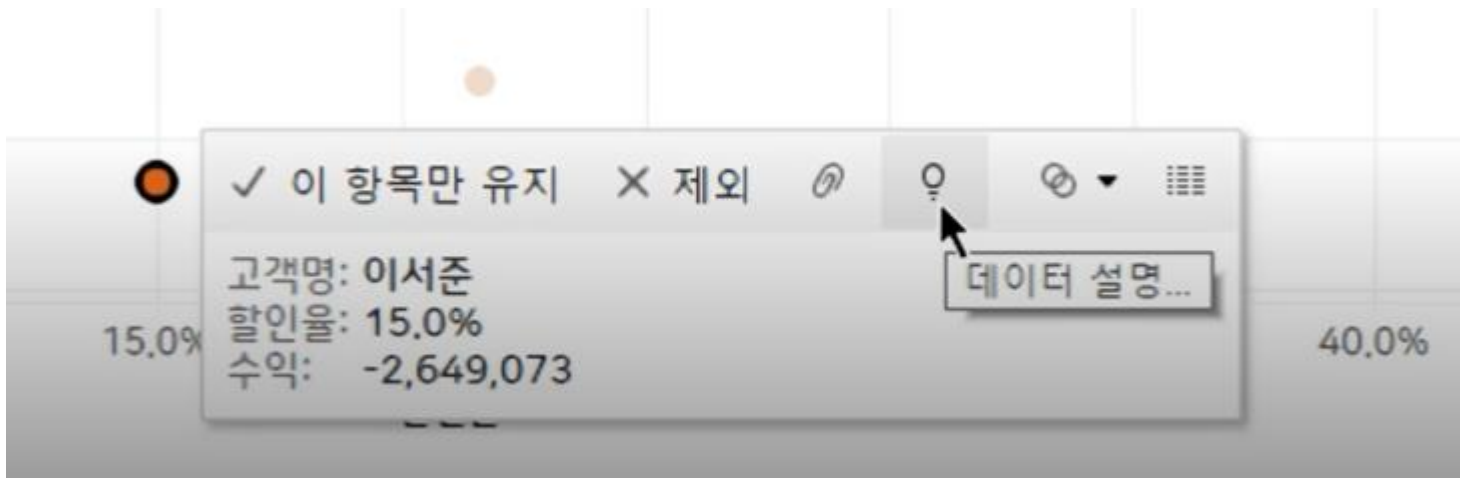 ✓ 이 항목만 유지 × 제외
고객명: 이서준
데이터 설명...
할인율: 15.0%
수익: -2,649,073
15.0%
40.0%